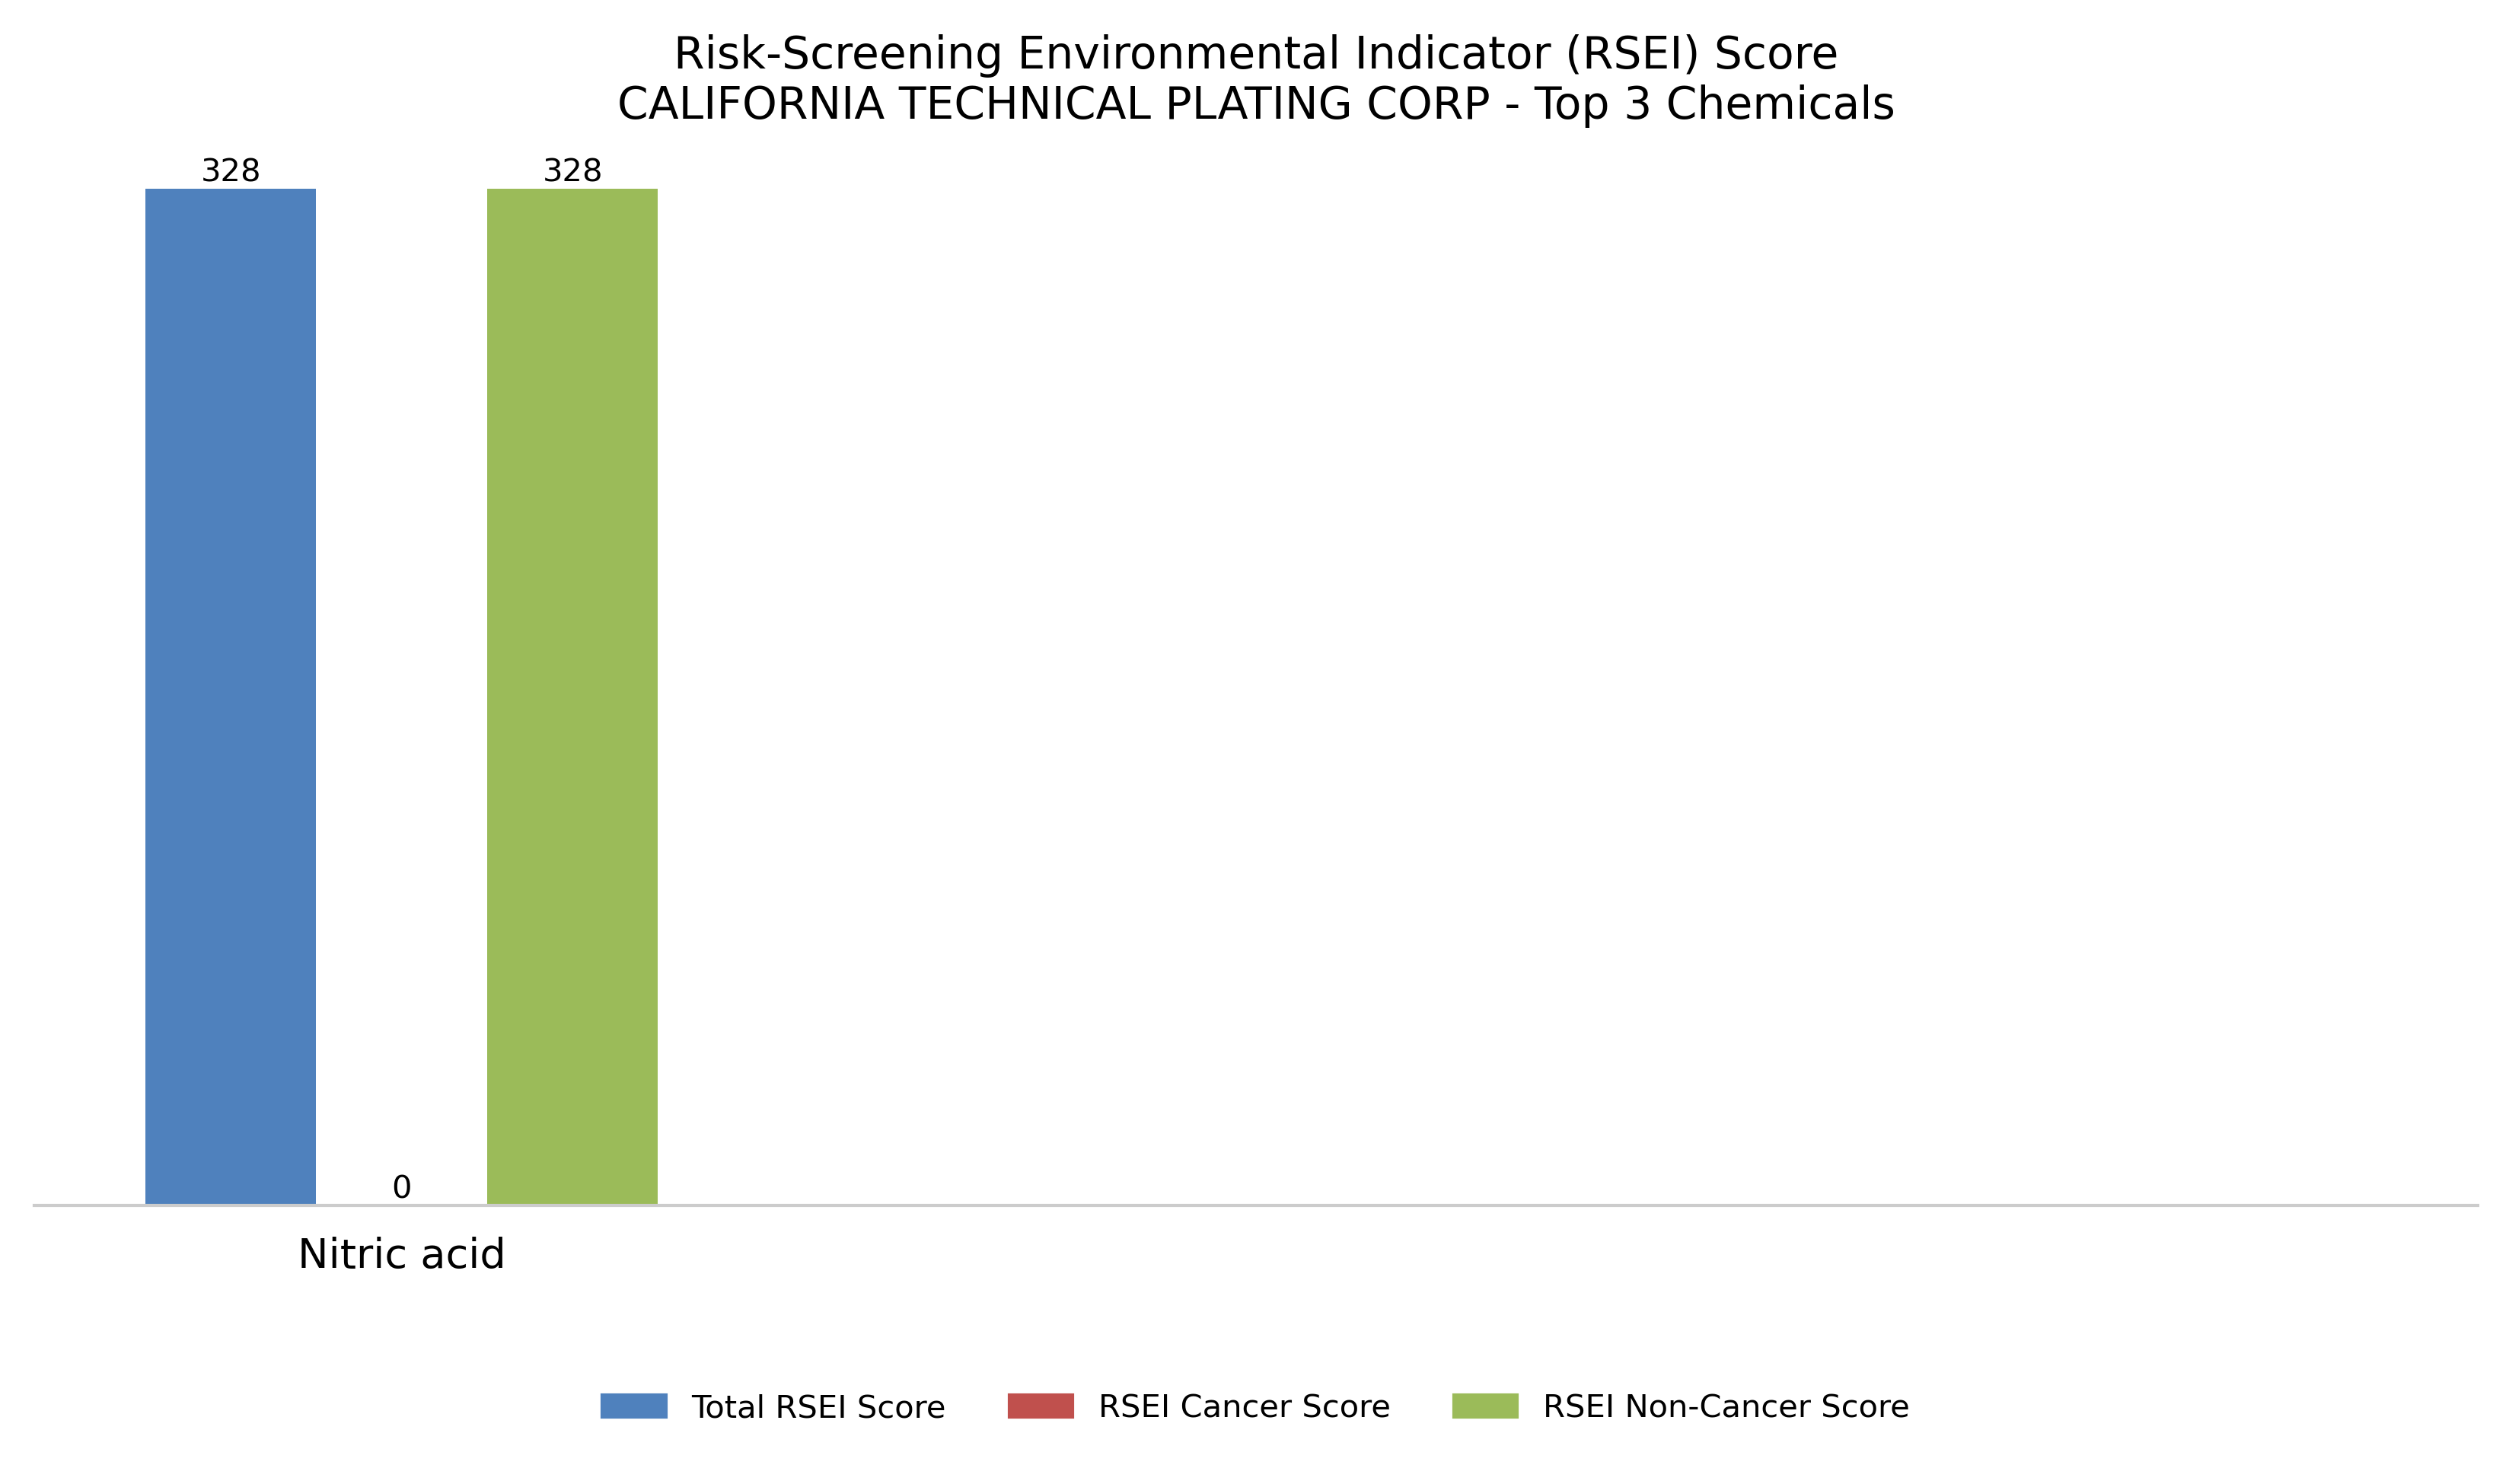 Risk-Screening Environmental Indicator (RSEI) Score
CALIFORNIA TECHNICAL PLATING CORP - Top 3 Chemicals
328
328
0
Nitric acid
Total RSEI Score
RSEI Cancer Score
RSEI Non-Cancer Score